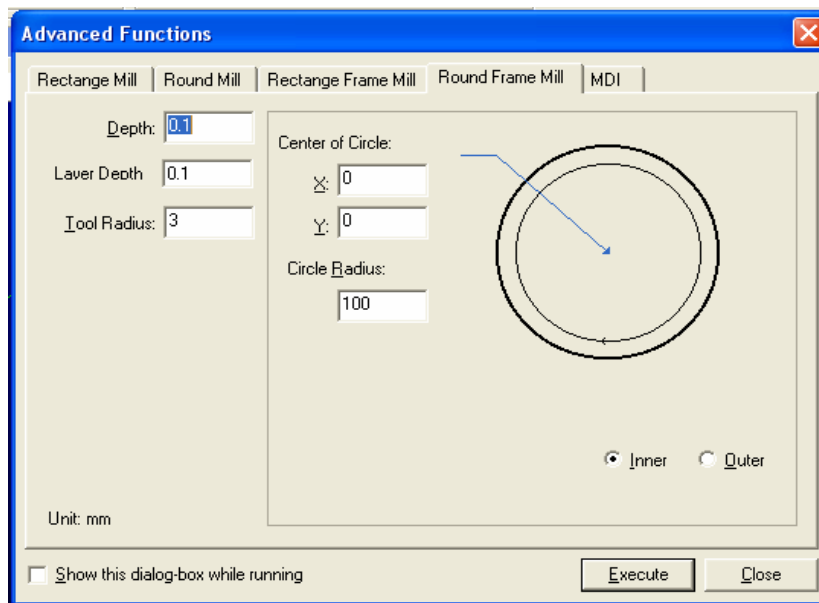 Advanced Functions
Rectange Mill Round Mill Rectange Frame Mill Round Frame Mill MDI
Depth: 0.1
Layer Depth 0.1
Tool Radius: 3
Center of Circle:
X: 0
Y: 0
Circle Radius:
100
Inner Outer
Unit: mm
Show this dialog-box while running Execute Close